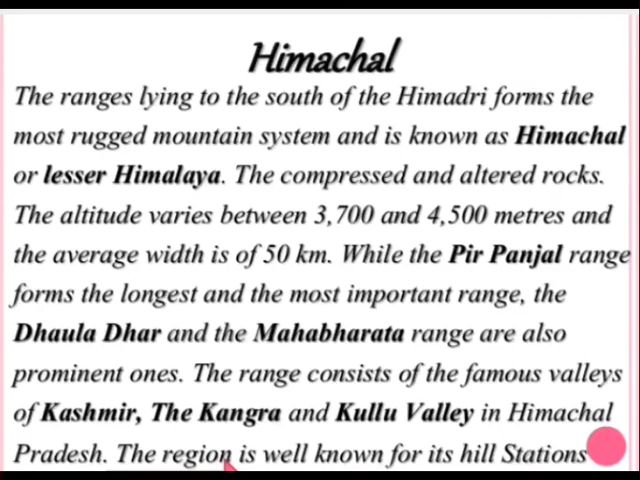 Himachal
The ranges lying to the south of the Himadri forms the
most rugged mountain system and is known as Himachal
or lesser Himalaya. The compressed and altered rocks.
The altitude varies between 3,700 and 4,500 metres and
the average width is of 50 km. While the Pir Panjal range
forms the longest and the most important range, the
Dhaula Dhar and the Mahabharata range are also
prominent ones. The range consists of the famous valleys
of Kashmir, The Kangra and Kullu Valley in Himachal
Pradesh. The region is well known for its hill Stations